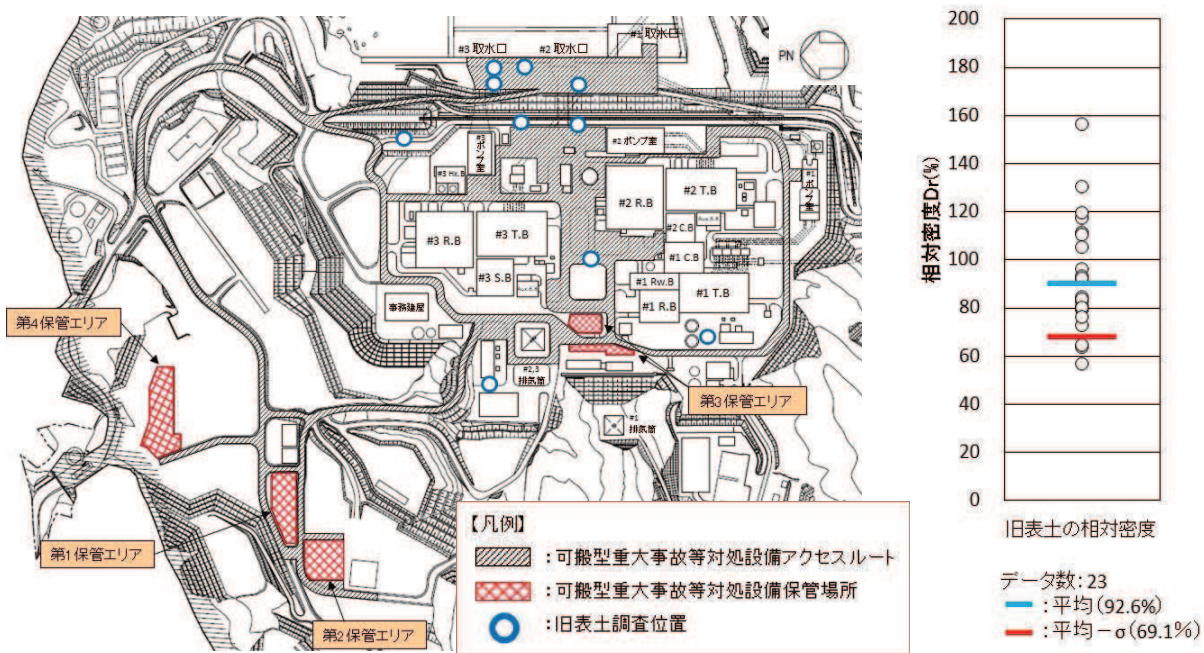 #3 取水口
#2 取水口
#1 取水口
PN
#3
ポンプ
室
#2 ポンプ室
#1
ポンプ
室
#3 Hx.B
#2 R.B
#2 T.B
#2 C.B
#3 R.B
#3 T.B
#1 C.B
#3 S.B
#1 Rw.B
#1 R.B
#1 T.B
事務建屋
#2,3
排気筒
#1
排気筒
第4保管エリア
第3保管エリア
第1保管エリア
第2保管エリア
【凡例】
:可搬型重大事故等対処設備アクセスルート
:可搬型重大事故等対処設備保管場所
:旧表土調査位置
相対密度Dr(%)
200
180
160
140
120
100
80
60
40
20
0
旧表土の相対密度
データ数:23
:平均(92.6%)
:平均-σ(69.1%)